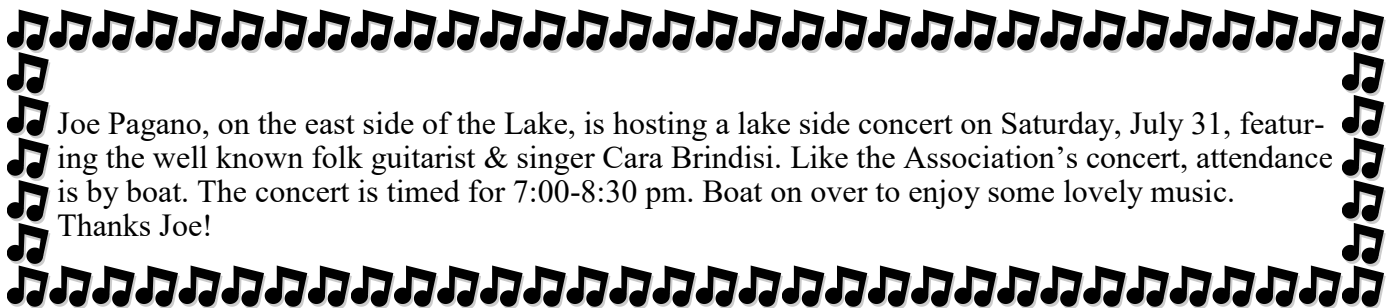 Joe Pagano, on the east side of the Lake, is hosting a lake side concert on Saturday, July 31, featur-
ing the well known folk guitarist & singer Cara Brindisi. Like the Association’s concert, attendance
is by boat. The concert is timed for 7:00-8:30 pm. Boat on over to enjoy some lovely music.
Thanks Joe!